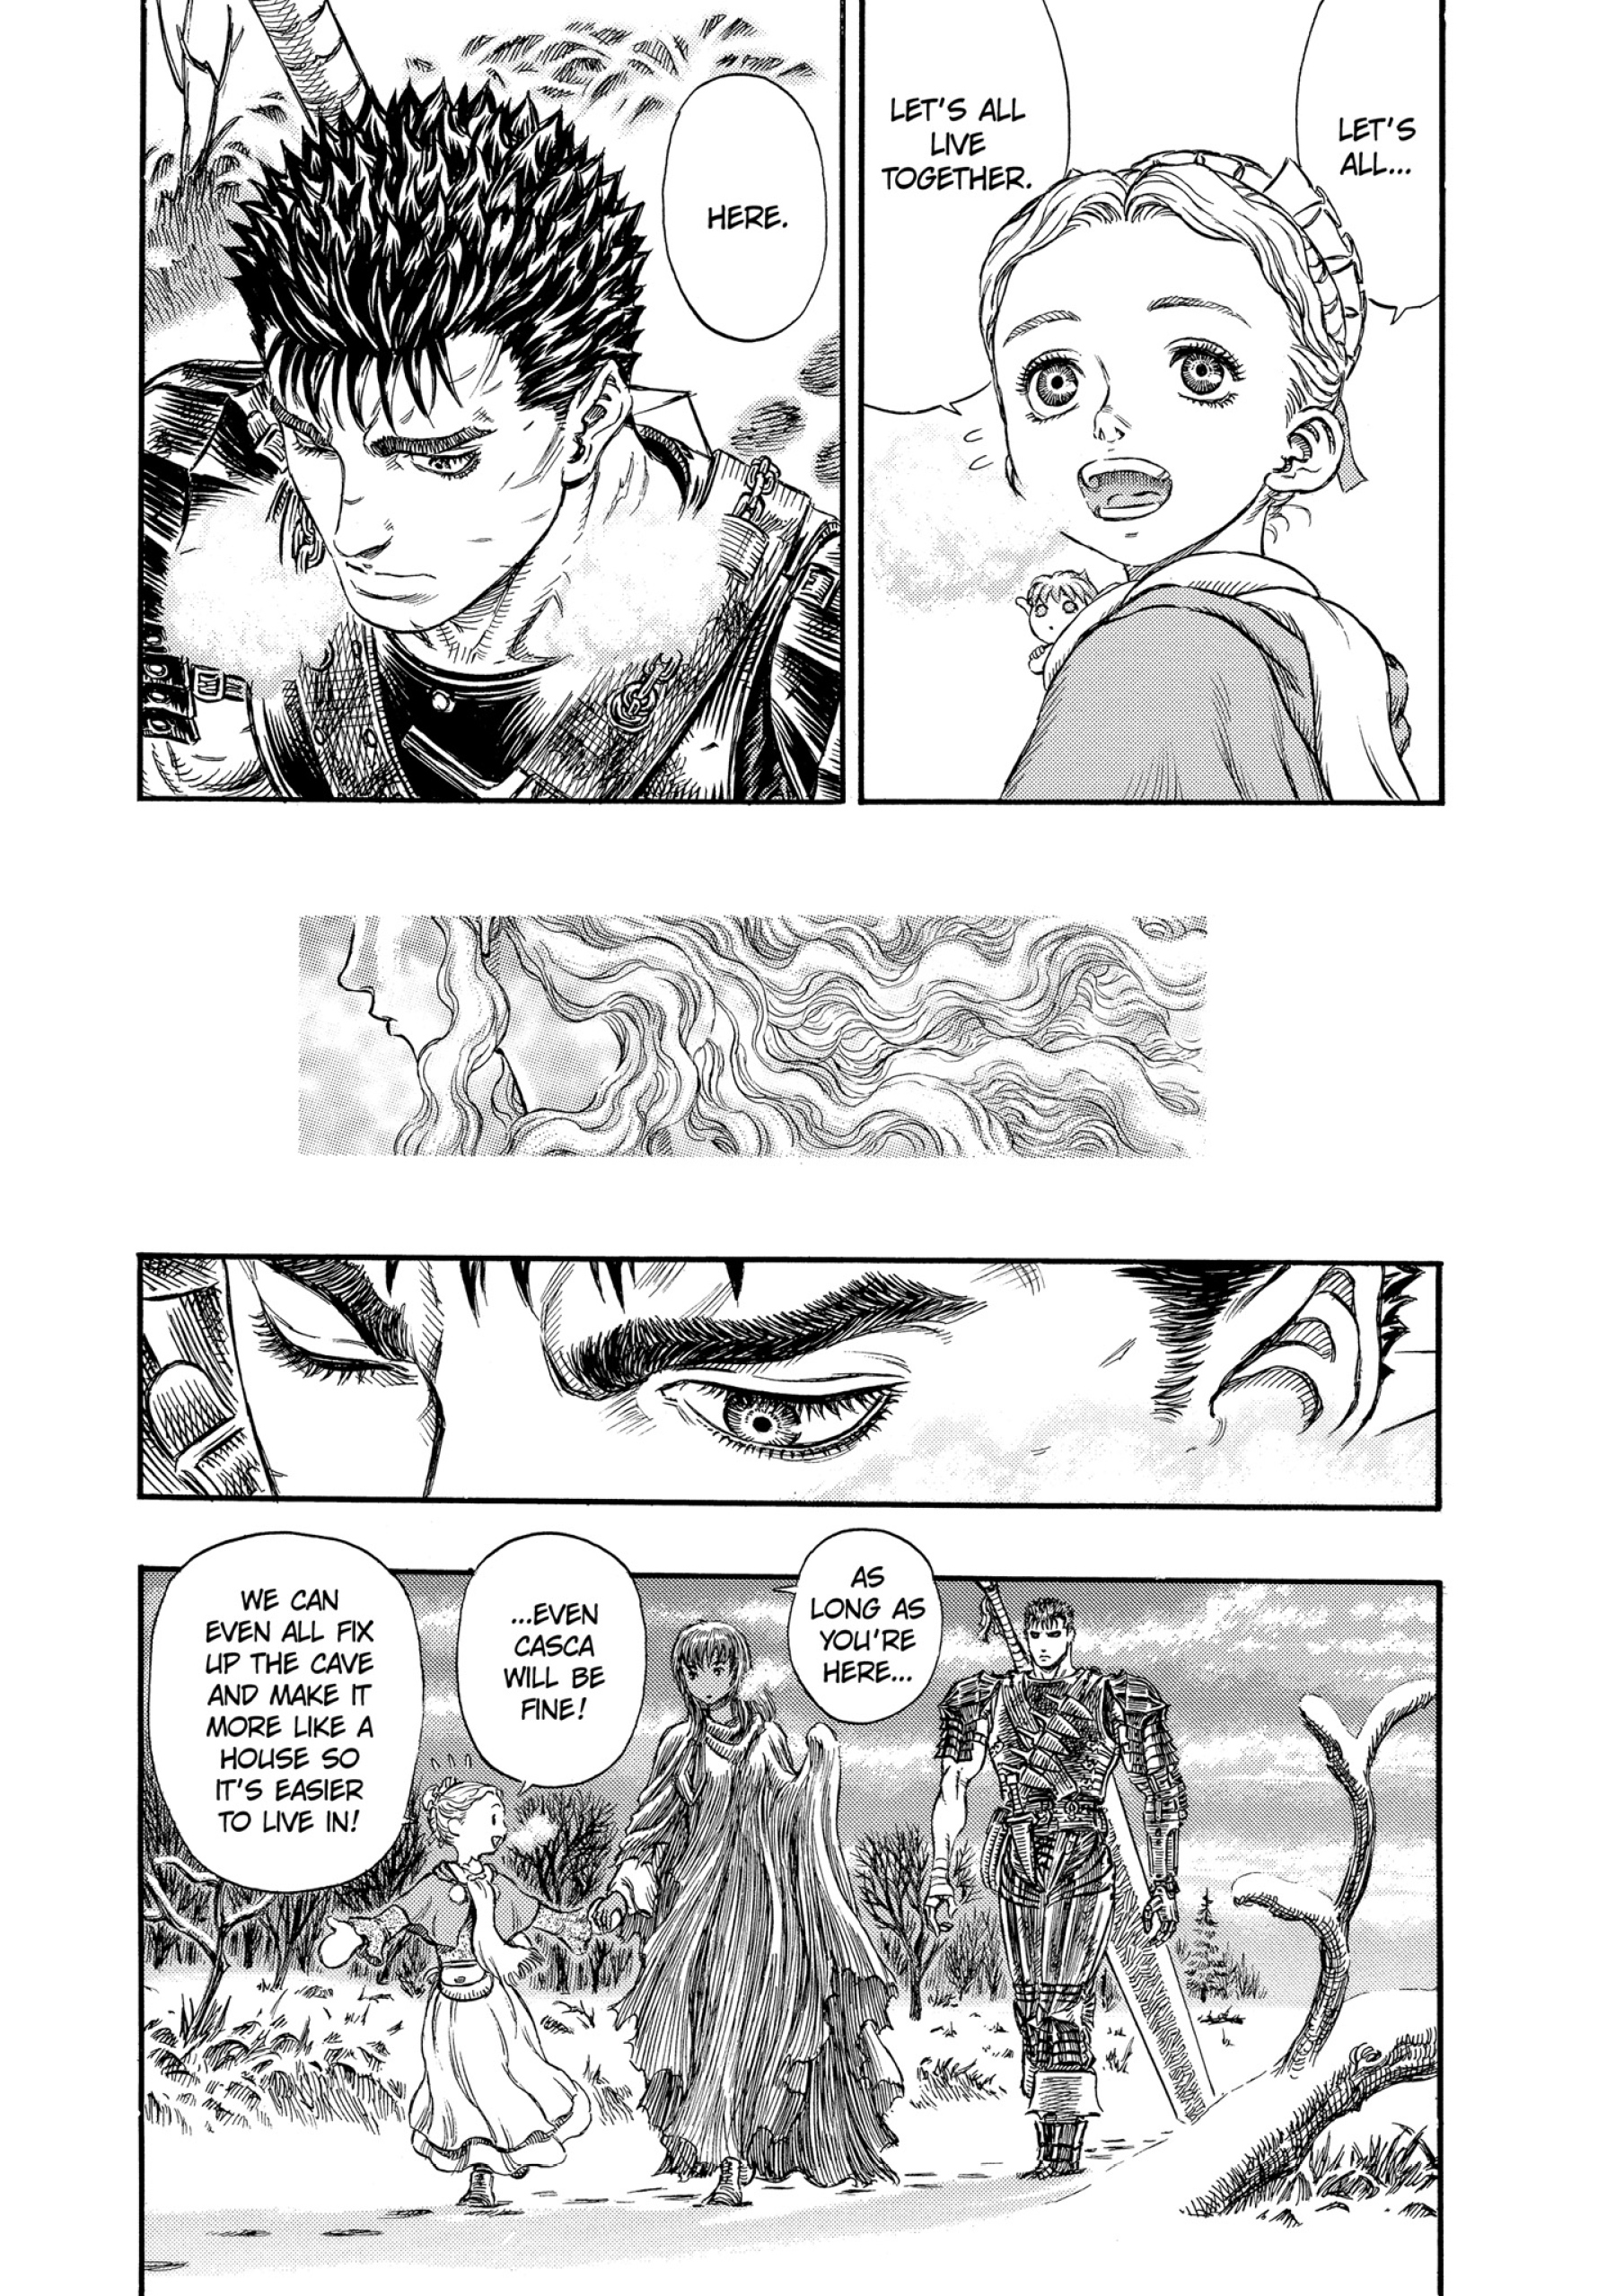 LET'S
ALL...
LET'S ALL
LIVE
TOGETHER.
HERE.
AS
LONG AS
YOU'RE
HERE...
...EVEN
CASCA
WILL BE
FINE!
WE CAN
EVEN ALL FIX
UP THE CAVE
AND MAKE IT
MORE LIKE A
HOUSE SO
IT'S EASIER
TO LIVE IN!